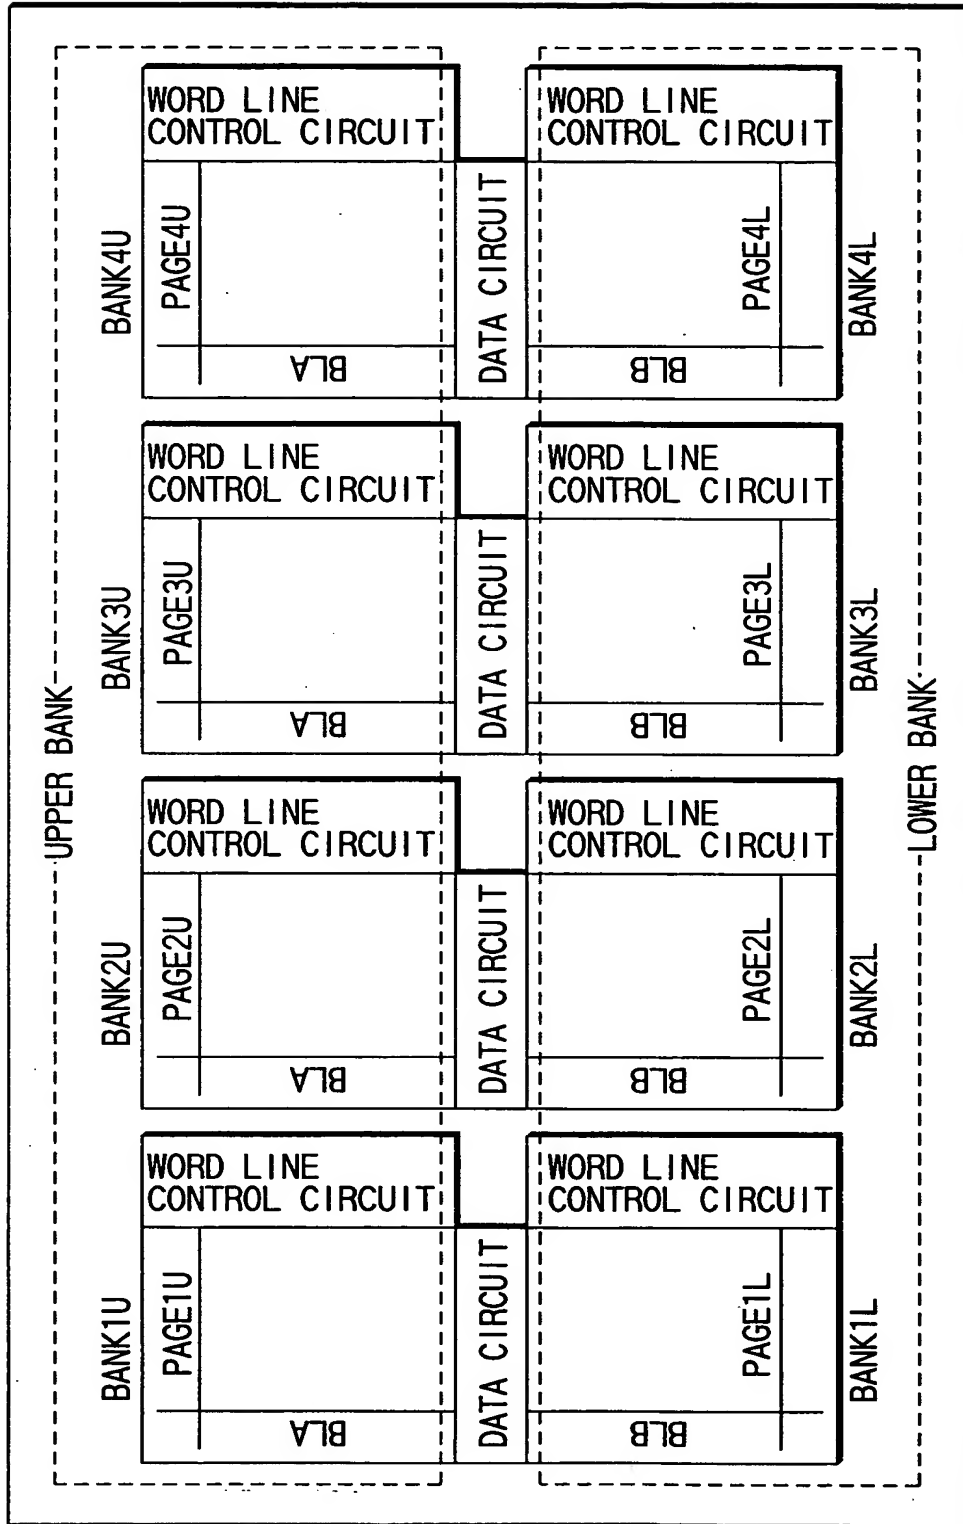 UPPER BANK
LOWER BANK
BANK4U
WORD LINE
CONTROL CIRCUIT
PAGE4U
BLA
DATA CIRCUIT
WORD LINE
CONTROL CIRCUIT
PAGE4L
BLB
BANK4L
BANK3U
WORD LINE
CONTROL CIRCUIT
PAGE3U
BLA
DATA CIRCUIT
WORD LINE
CONTROL CIRCUIT
PAGE3L
BLB
BANK3L
BANK2U
WORD LINE
CONTROL CIRCUIT
PAGE2U
BLA
DATA CIRCUIT
WORD LINE
CONTROL CIRCUIT
PAGE2L
BLB
BANK2L
BANK1U
WORD LINE
CONTROL CIRCUIT
PAGE1U
BLA
DATA CIRCUIT
WORD LINE
CONTROL CIRCUIT
PAGE1L
BLB
BANK1L